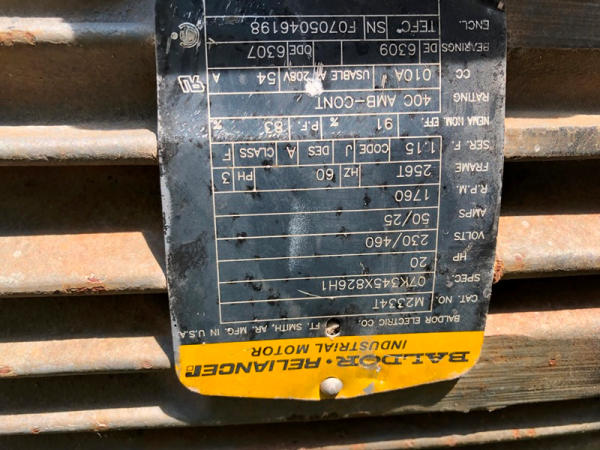 BALDOR · RELIANCE
INDUSTRIAL MOTOR
BALDOR ELECTRIC CO. FT. SMITH, AR. MFG. IN U.S.A.
CAT. NO. M2334T
SPEC. 07K345X826H1
HP 20
VOLTS 230/460
AMPS 50/25
R.P.M. 1760
FRAME 256T HZ 60 PH 3
SER. F. 1.15 CODE J DES A CLASS F
NEMA NOM. EFF. 91 % P.F. 83 %
RATING 40C AMB-CONT
CC 010A USABLE AT 208V 54 A
BEARINGS DE 6309 ODE 6307
ENCL. TEFC SN F0705046198